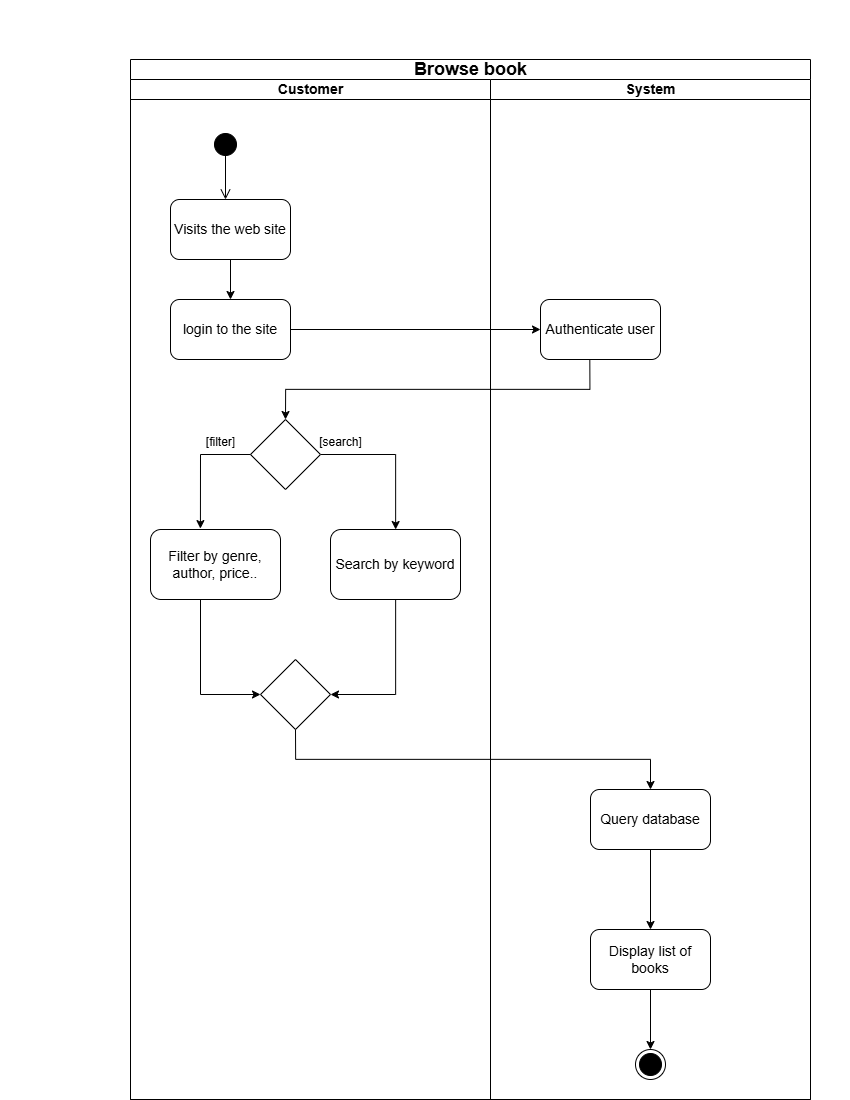 Browse book
Customer
System
Visits the web site
login to the site
Authenticate user
[filter]
[search]
Filter by genre,
author, price..
Search by keyword
Query database
Display list of
books